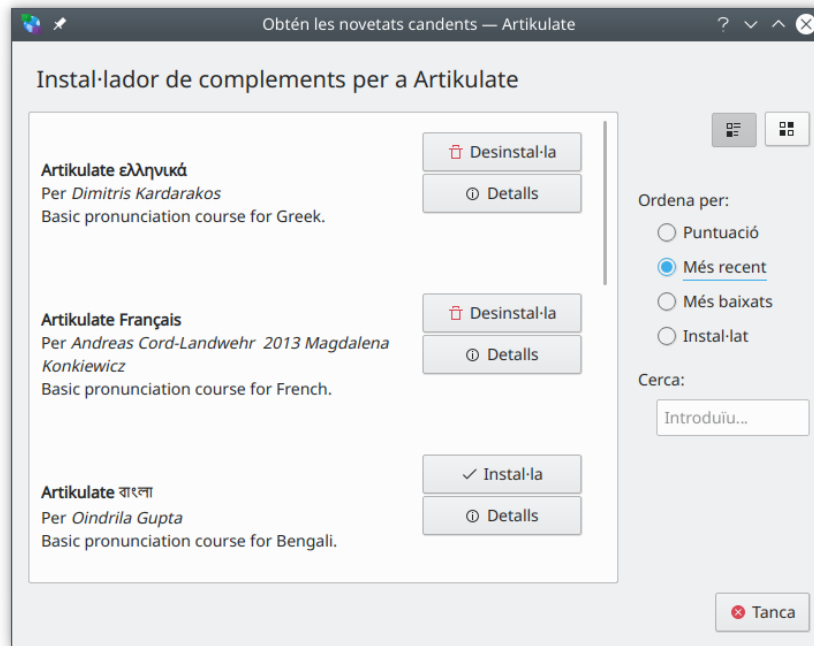 Obtén les novetats candents — Artikulate
Instal·lador de complements per a Artikulate
Artikulate ελληνικά
Per Dimitris Kardarakos
Basic pronunciation course for Greek.
Desinstal·la
Detalls
Artikulate Français
Per Andreas Cord-Landwehr 2013 Magdalena
Konkiewicz
Basic pronunciation course for French.
Desinstal·la
Detalls
Artikulate বাংলা
Per Oindrila Gupta
Basic pronunciation course for Bengali.
Instal·la
Detalls
Ordena per:
Puntuació
Més recent
Més baixats
Instal·lat
Cerca:
Introduïu...
Tanca